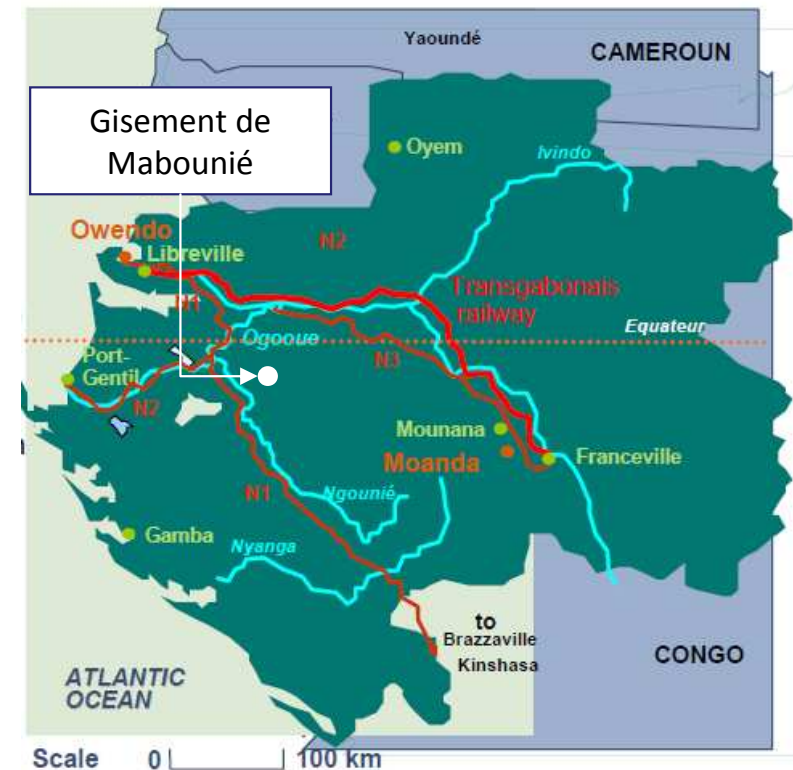 Yaoundé
CAMEROUN
Gisement de
Mabounié
Oyem
Ivindo
Owendo
Libreville
N2
N1
Transgabonais
railway
Ogooue
Equateur
N3
Port-
Gentil
N2
Mounana
Moanda
Franceville
N1
Ngounié
Gamba
Nyanga
to
Brazzaville
Kinshasa
CONGO
ATLANTIC
OCEAN
Scale 0 100 km